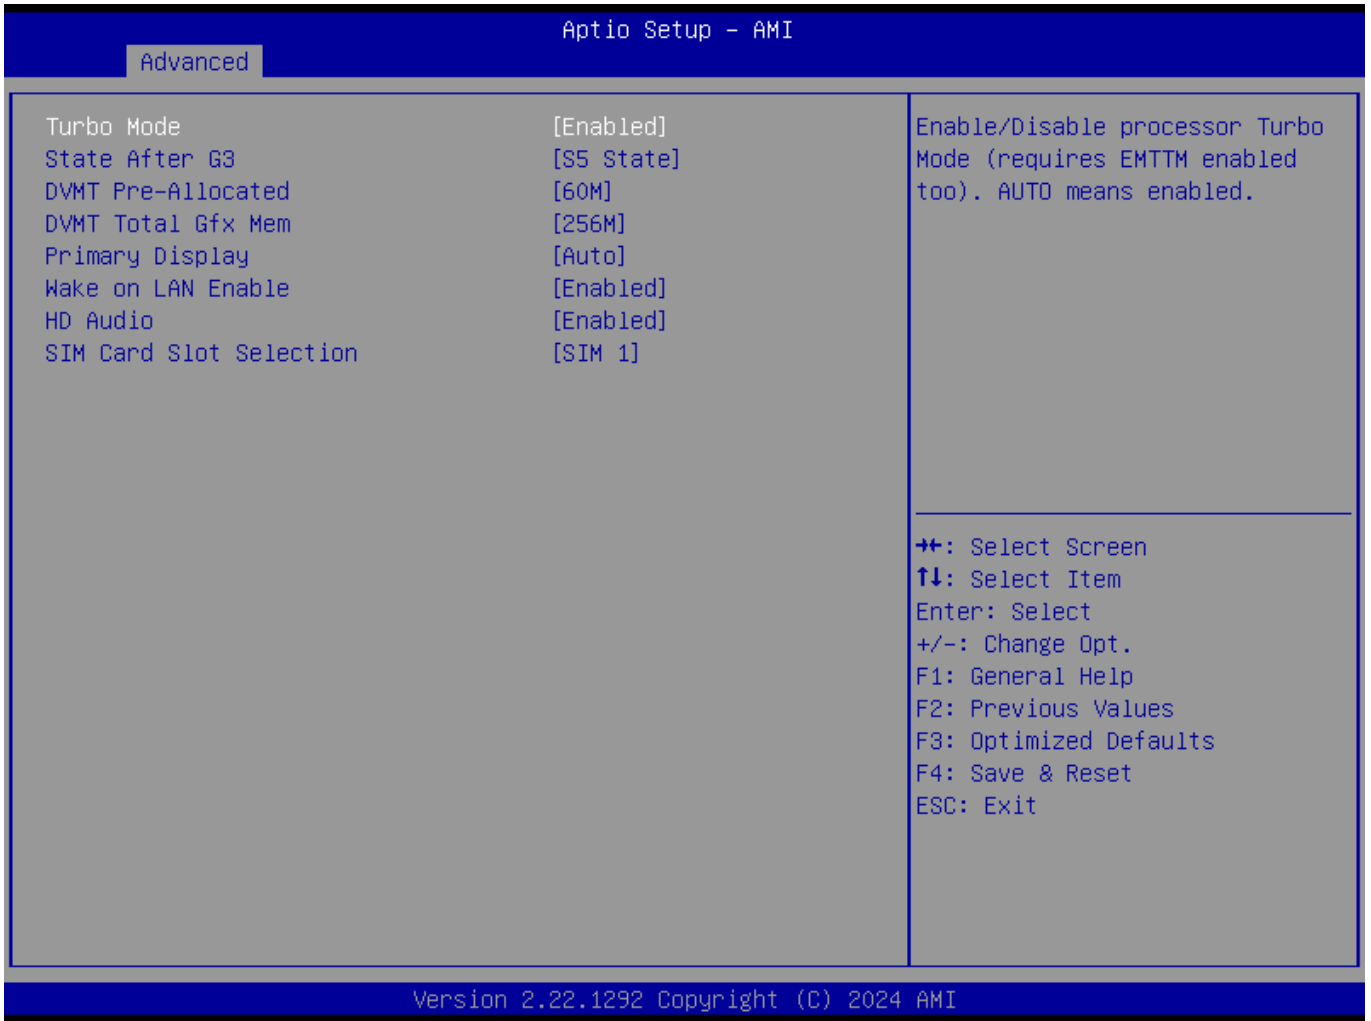 Aptio Setup – AMI
Advanced
Turbo Mode [Enabled]
State After G3 [S5 State]
DVMT Pre-Allocated [60M]
DVMT Total Gfx Mem [256M]
Primary Display [Auto]
Wake on LAN Enable [Enabled]
HD Audio [Enabled]
SIM Card Slot Selection [SIM 1]
Enable/Disable processor Turbo
Mode (requires EMTTM enabled
too). AUTO means enabled.
→←: Select Screen
↑↓: Select Item
Enter: Select
+/-: Change Opt.
F1: General Help
F2: Previous Values
F3: Optimized Defaults
F4: Save & Reset
ESC: Exit
Version 2.22.1292 Copyright (C) 2024 AMI